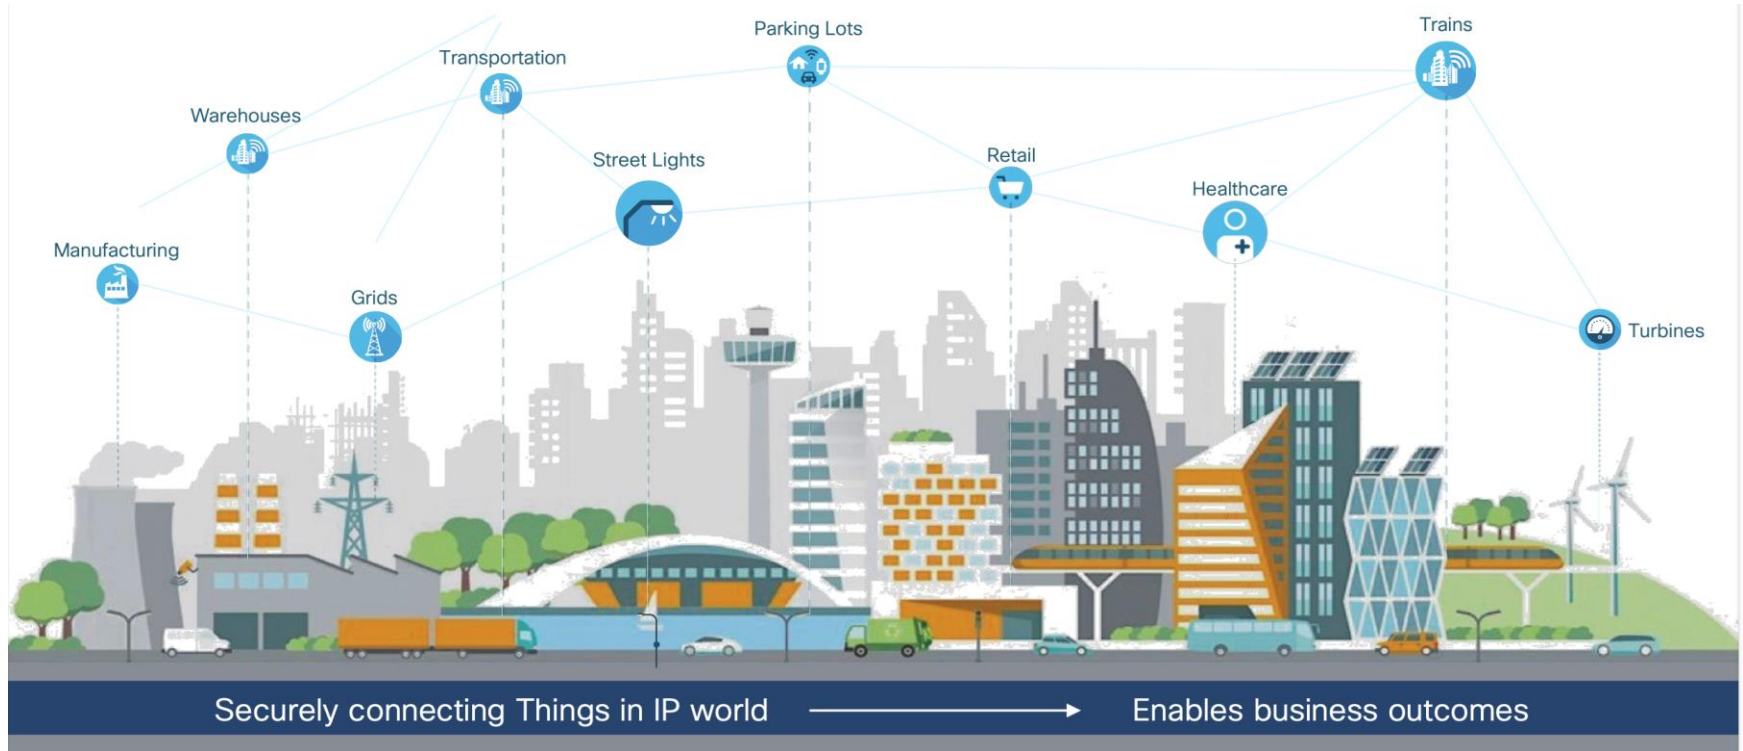 Parking Lots
Trains
Transportation
Warehouses
Street Lights
Retail
Healthcare
Manufacturing
Grids
Turbines
Securely connecting Things in IP world
Enables business outcomes